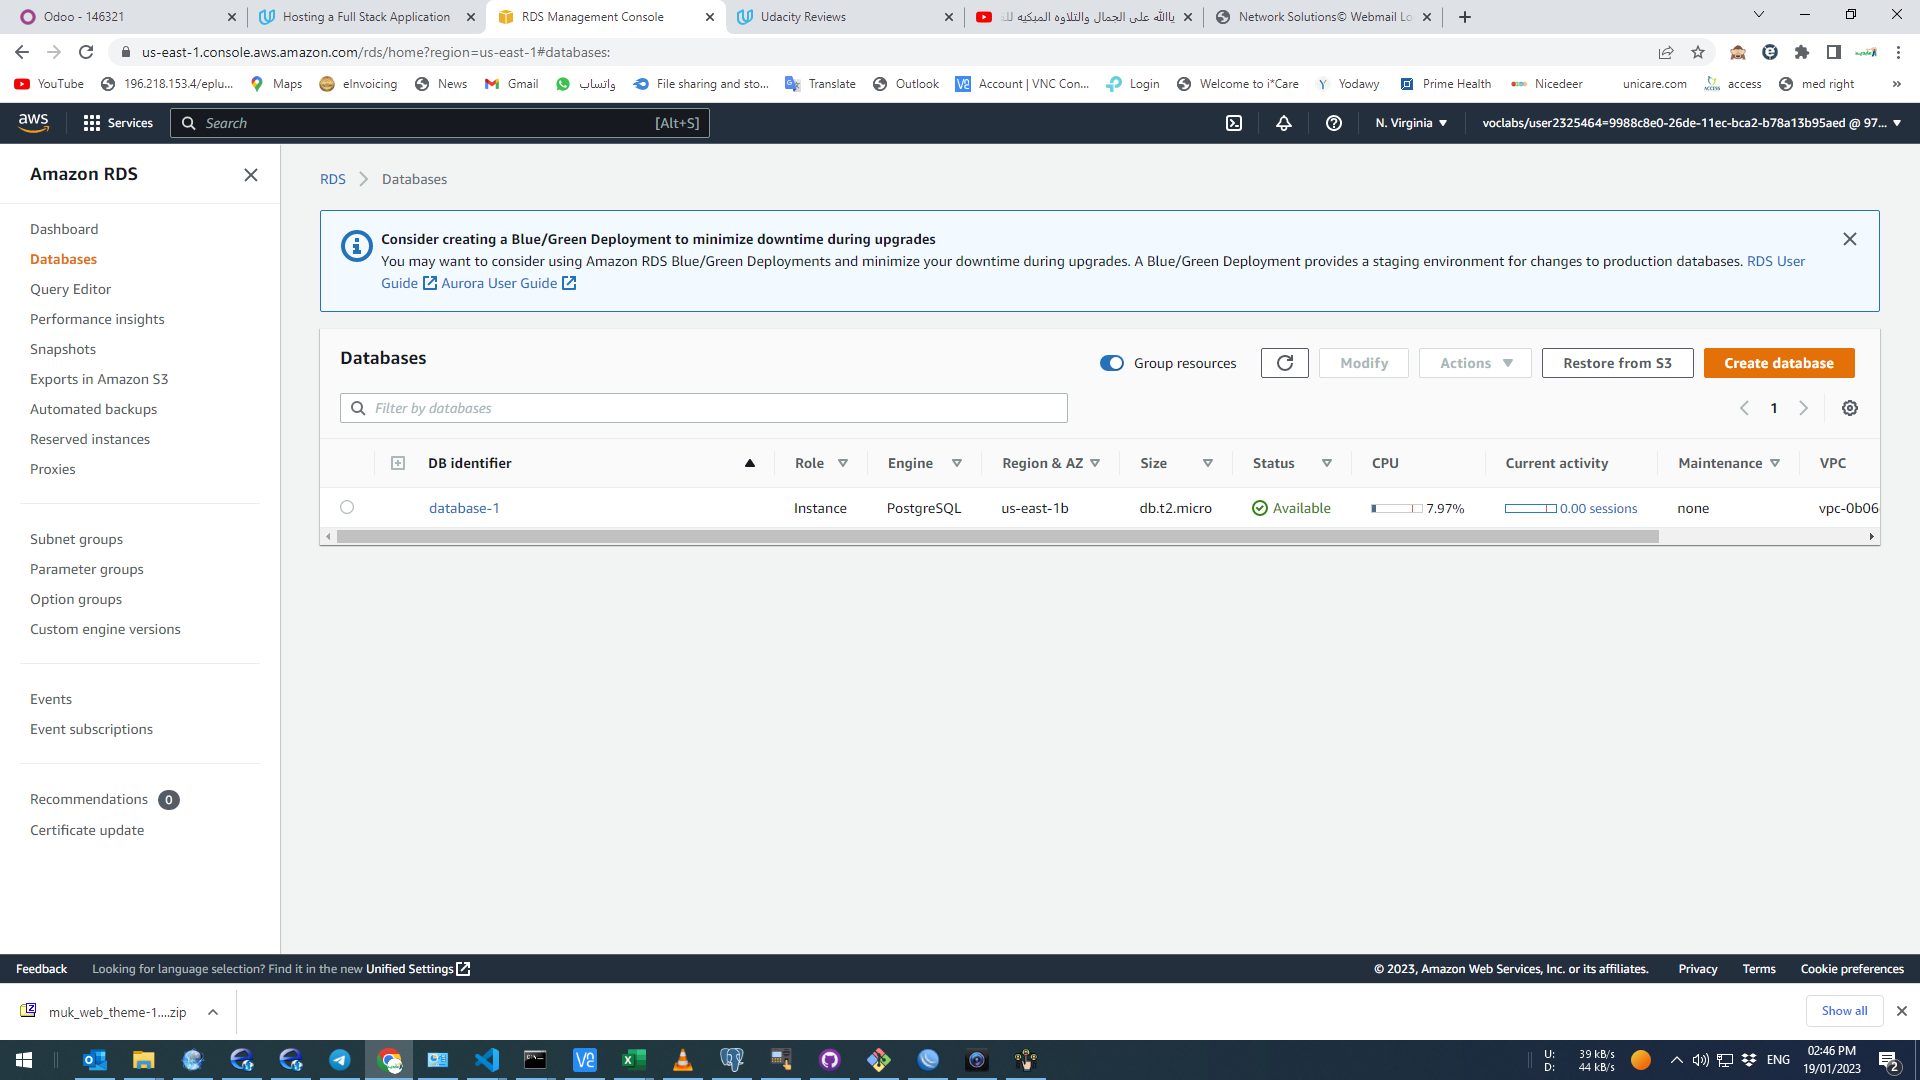 Odoo - 146321
Hosting a Full Stack Application
RDS Management Console
Udacity Reviews
ياالله على الجمال والتلاوه المبكيه
Network Solutions© Webmail Lo
us-east-1.console.aws.amazon.com/rds/home?region=us-east-1#databases:
YouTube
196.218.153.4/eplu...
Maps
eInvoicing
News
Gmail
واتساب
File sharing and sto...
Translate
Outlook
Account | VNC Con...
Login
Welcome to i*Care
Yodawy
Prime Health
Nicedeer
unicare.com
access
med right
»
aws
Services
Search
[Alt+S]
N. Virginia
voclabs/user2325464=9988c8e0-26de-11ec-bca2-b78a13b95aed @ 97...
Amazon RDS
Dashboard
Databases
Query Editor
Performance insights
Snapshots
Exports in Amazon S3
Automated backups
Reserved instances
Proxies
Subnet groups
Parameter groups
Option groups
Custom engine versions
Events
Event subscriptions
Recommendations 0
Certificate update
RDS
Databases
Consider creating a Blue/Green Deployment to minimize downtime during upgrades
You may want to consider using Amazon RDS Blue/Green Deployments and minimize your downtime during upgrades. A Blue/Green Deployment provides a staging environment for changes to production databases. RDS User
Guide Aurora User Guide
Databases
Group resources
Modify
Actions
Restore from S3
Create database
Filter by databases
1
DB identifier
Role
Engine
Region & AZ
Size
Status
CPU
Current activity
Maintenance
VPC
database-1
Instance
PostgreSQL
us-east-1b
db.t2.micro
Available
7.97%
0.00 sessions
none
vpc-0b06
Feedback
Looking for language selection? Find it in the new Unified Settings
© 2023, Amazon Web Services, Inc. or its affiliates.
Privacy
Terms
Cookie preferences
muk_web_theme-1....zip
Show all
U: 39 kB/s
D: 44 kB/s
ENG
02:46 PM
19/01/2023
2